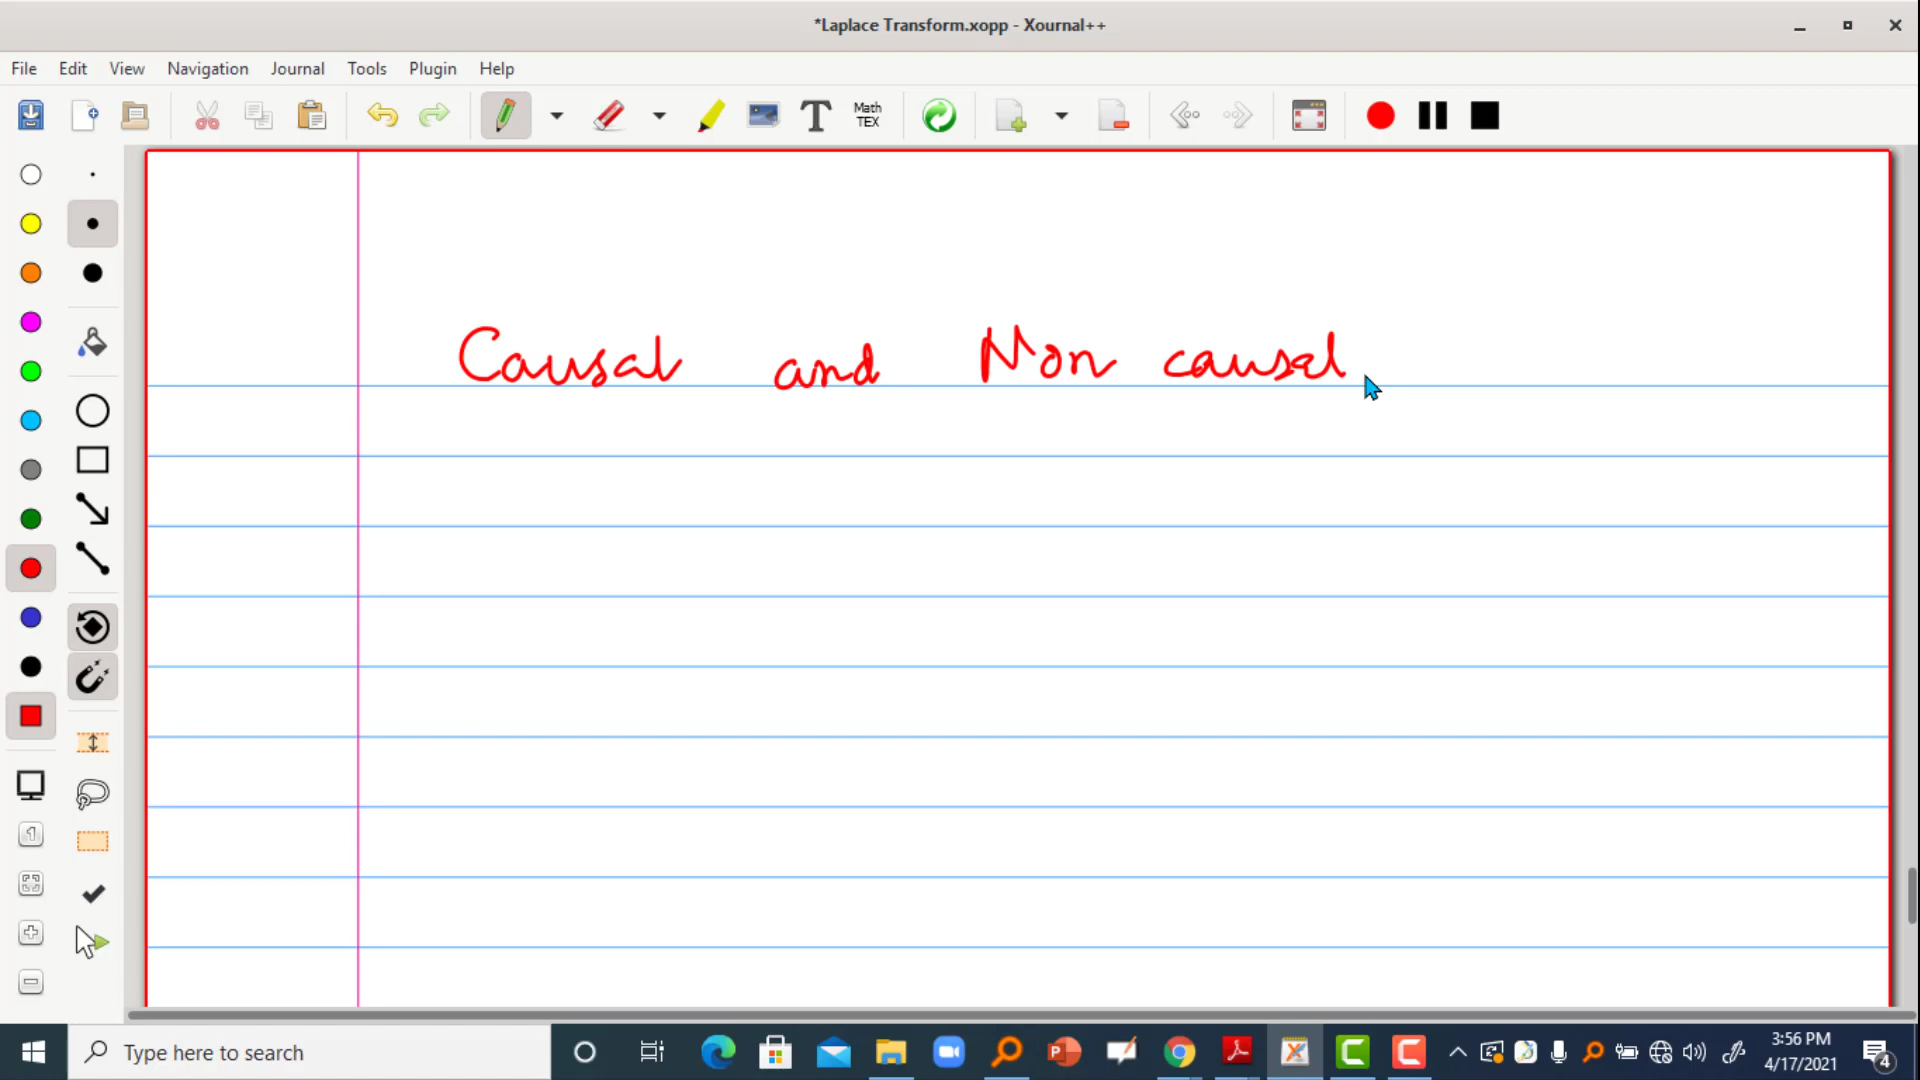 *Laplace Transform.xopp - Xournal++
File Edit View Navigation Journal Tools Plugin Help
T Math TEX
Causal and Non causal
Type here to search
3:56 PM
4/17/2021
4